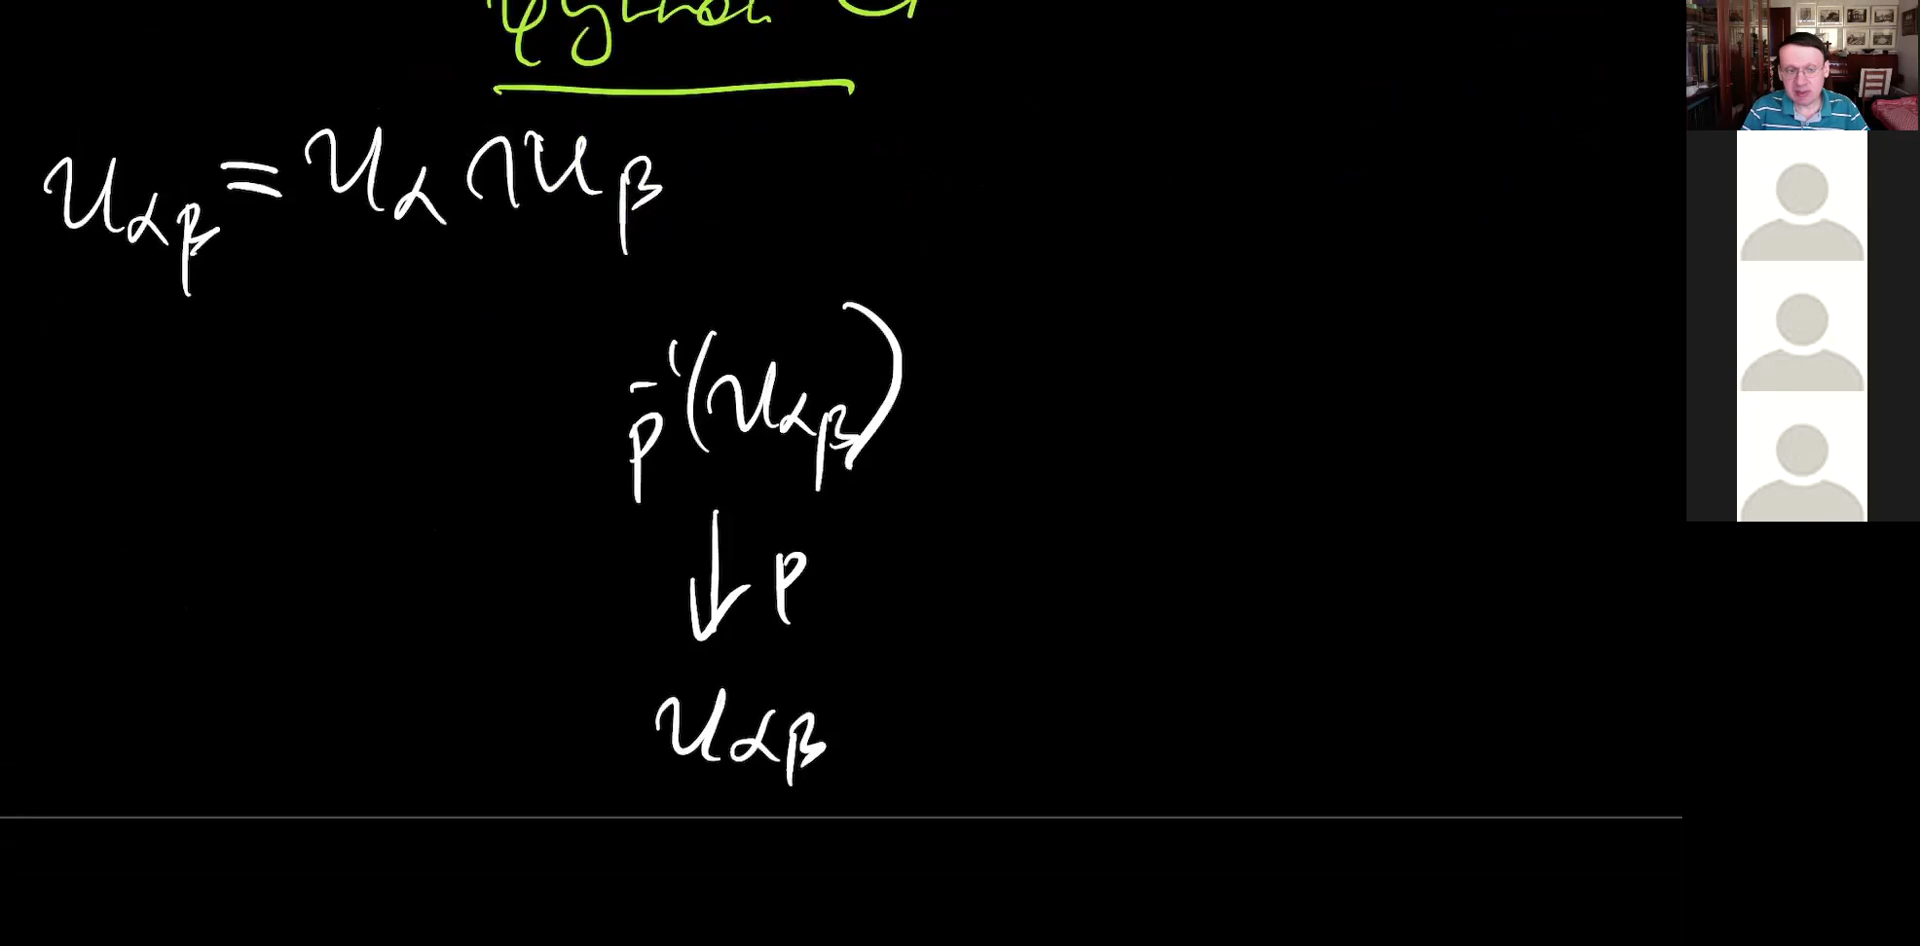 U_{αβ} = U_α ∩ U_β
p^{-1}(U_{αβ})
↓ p
U_{αβ}